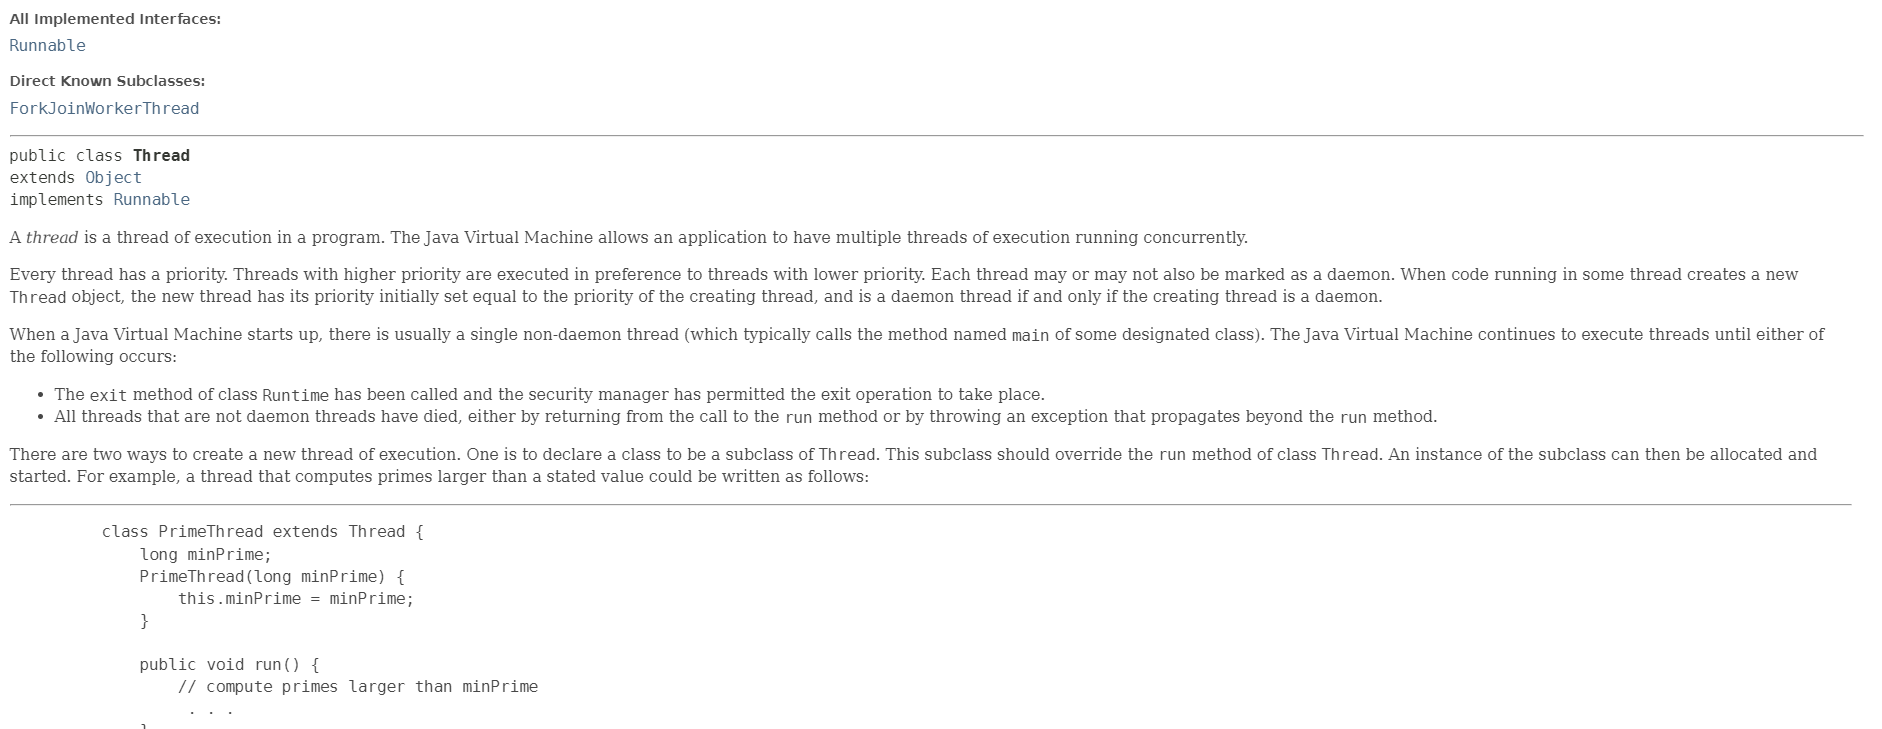 All Implemented Interfaces:
Runnable
Direct Known Subclasses:
ForkJoinWorkerThread
public class Thread
extends Object
implements Runnable
A thread is a thread of execution in a program. The Java Virtual Machine allows an application to have multiple threads of execution running concurrently.
Every thread has a priority. Threads with higher priority are executed in preference to threads with lower priority. Each thread may or may not also be marked as a daemon. When code running in some thread creates a new
Thread object, the new thread has its priority initially set equal to the priority of the creating thread, and is a daemon thread if and only if the creating thread is a daemon.
When a Java Virtual Machine starts up, there is usually a single non-daemon thread (which typically calls the method named main of some designated class). The Java Virtual Machine continues to execute threads until either of
the following occurs:
• The exit method of class Runtime has been called and the security manager has permitted the exit operation to take place.
• All threads that are not daemon threads have died, either by returning from the call to the run method or by throwing an exception that propagates beyond the run method.
There are two ways to create a new thread of execution. One is to declare a class to be a subclass of Thread. This subclass should override the run method of class Thread. An instance of the subclass can then be allocated and
started. For example, a thread that computes primes larger than a stated value could be written as follows:
class PrimeThread extends Thread {
    long minPrime;
    PrimeThread(long minPrime) {
        this.minPrime = minPrime;
    }
    public void run() {
        // compute primes larger than minPrime
         . . .
    }